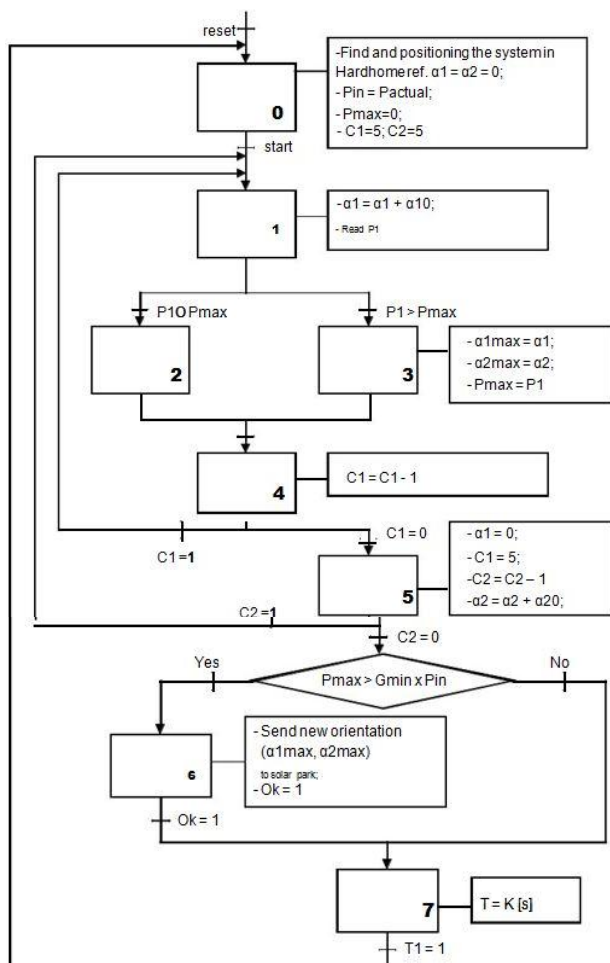 reset
-Find and positioning the system in
Hardhome ref. α1 = α2 = 0;
- Pin = Pactual;
- Pmax=0;
- C1=5; C2=5
0
start
-α1 = α1 + α10;
- Read P1
1
P1O Pmax
P1 > Pmax
2
3
- α1max = α1;
- α2max = α2;
- Pmax = P1
4
C1 = C1 - 1
C1 =1
C1 = 0
5
- α1 = 0;
- C1 = 5;
-C2 = C2 – 1
-α2 = α2 + α20;
C2 =1
C2 = 0
Yes
Pmax > Gmin x Pin
No
6
- Send new orientation
(α1max, α2max)
to solar park;
- Ok = 1
Ok = 1
7
T = K [s]
T1 = 1